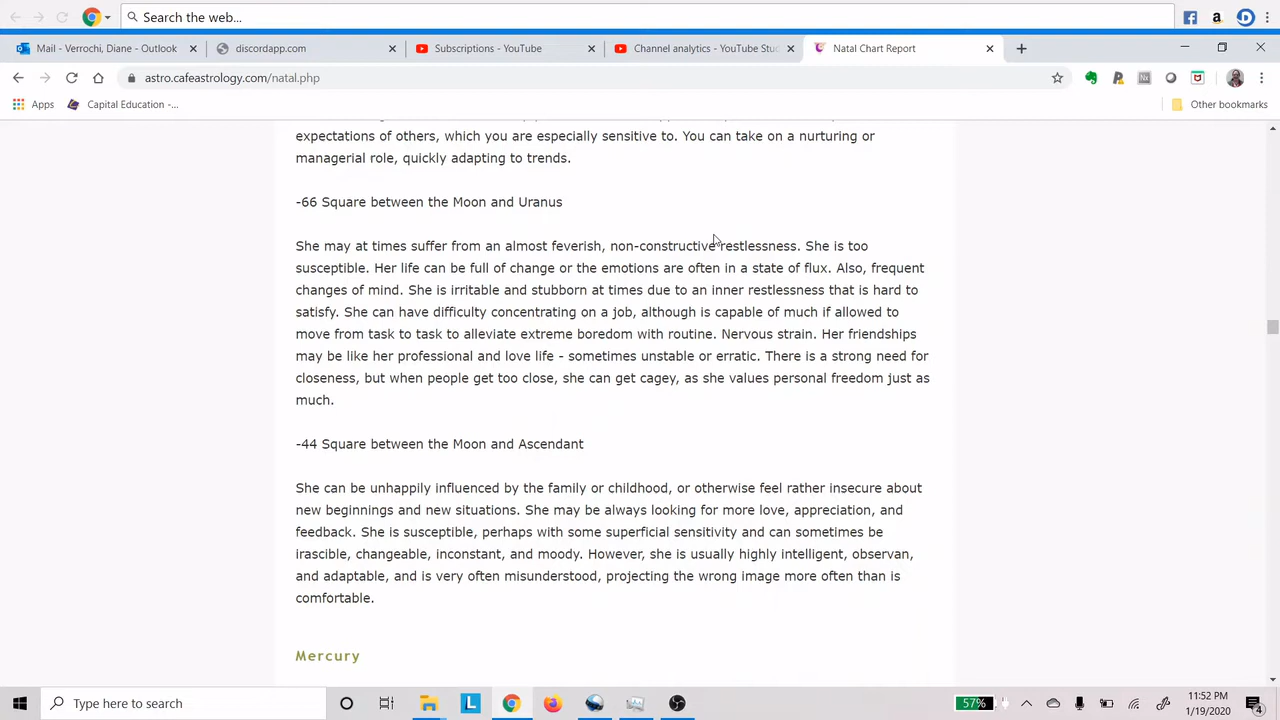 Search the web...
Mail - Verrochi, Diane - Outlook
discordapp.com
Subscriptions - YouTube
Channel analytics - YouTube Stud
Natal Chart Report
astro.cafeastrology.com/natal.php
Apps
Capital Education -...
Other bookmarks
expectations of others, which you are especially sensitive to. You can take on a nurturing or
managerial role, quickly adapting to trends.
-66 Square between the Moon and Uranus
She may at times suffer from an almost feverish, non-constructive restlessness. She is too
susceptible. Her life can be full of change or the emotions are often in a state of flux. Also, frequent
changes of mind. She is irritable and stubborn at times due to an inner restlessness that is hard to
satisfy. She can have difficulty concentrating on a job, although is capable of much if allowed to
move from task to task to alleviate extreme boredom with routine. Nervous strain. Her friendships
may be like her professional and love life - sometimes unstable or erratic. There is a strong need for
closeness, but when people get too close, she can get cagey, as she values personal freedom just as
much.
-44 Square between the Moon and Ascendant
She can be unhappily influenced by the family or childhood, or otherwise feel rather insecure about
new beginnings and new situations. She may be always looking for more love, appreciation, and
feedback. She is susceptible, perhaps with some superficial sensitivity and can sometimes be
irascible, changeable, inconstant, and moody. However, she is usually highly intelligent, observan,
and adaptable, and is very often misunderstood, projecting the wrong image more often than is
comfortable.
Mercury
Type here to search
57%
11:52 PM
1/19/2020
4